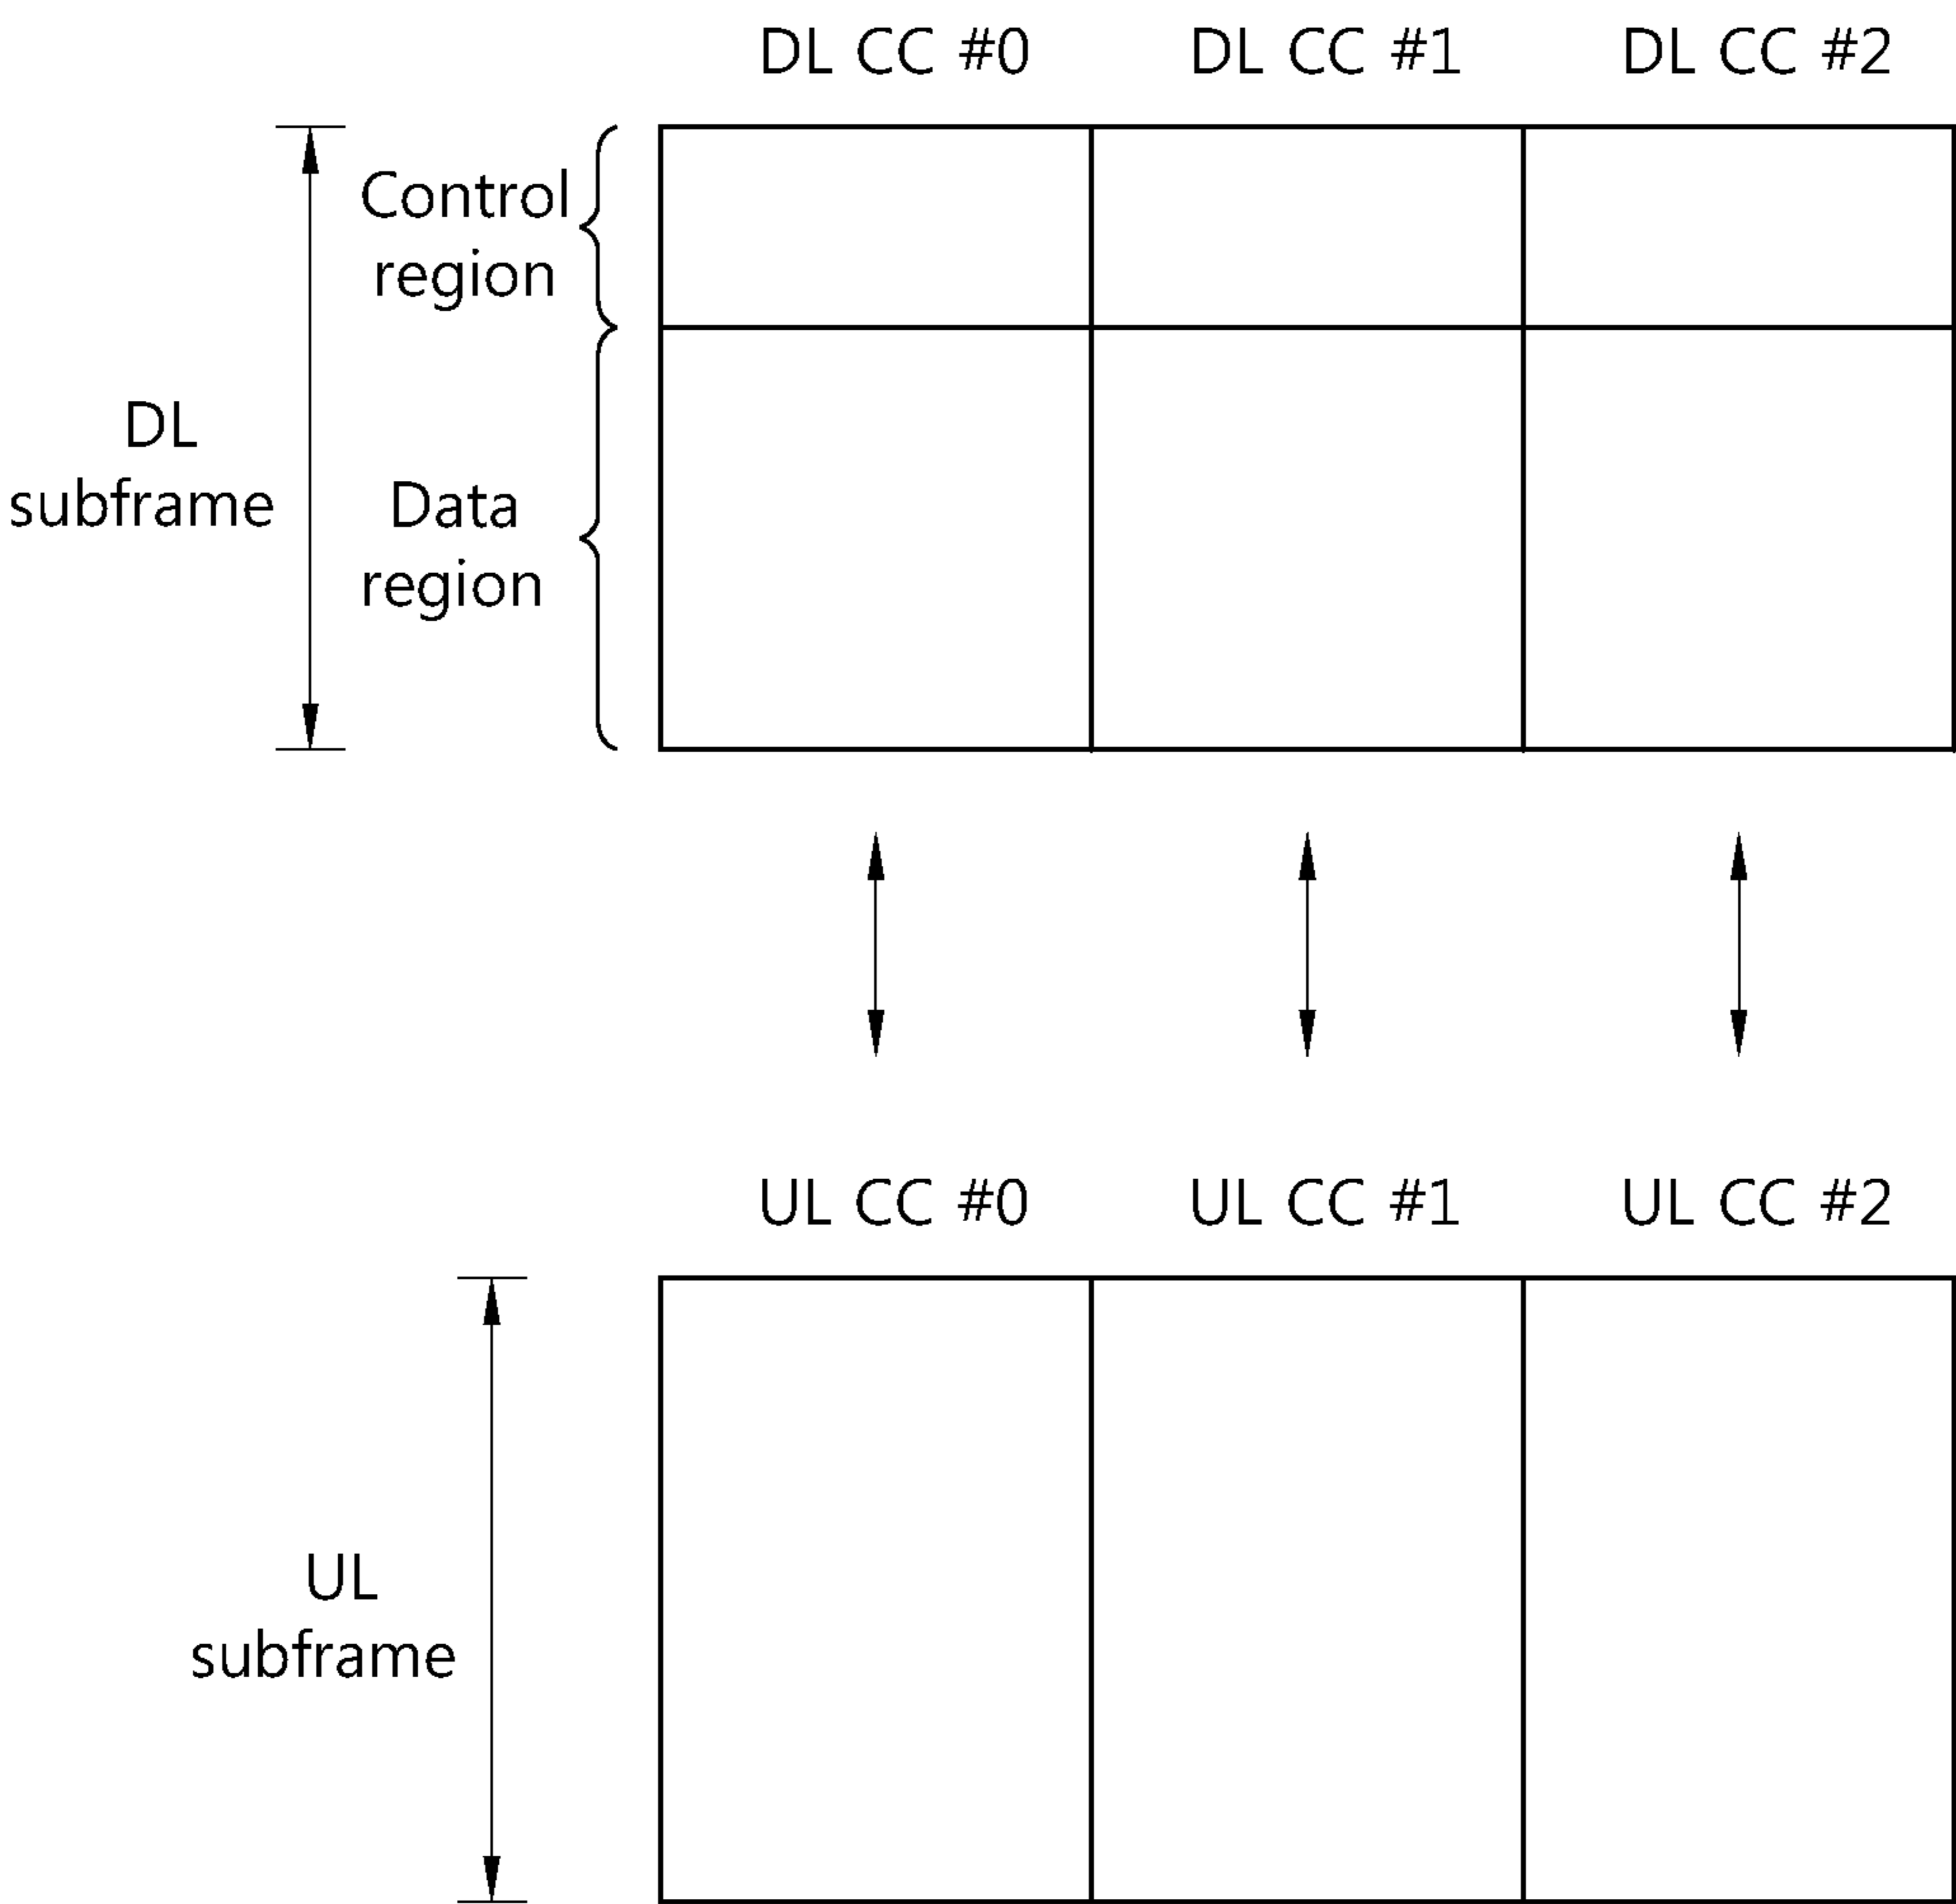 DL CC #0
DL CC #1
DL CC #2
Control
region
DL
subframe
Data
region
UL CC #0
UL CC #1
UL CC #2
UL
subframe